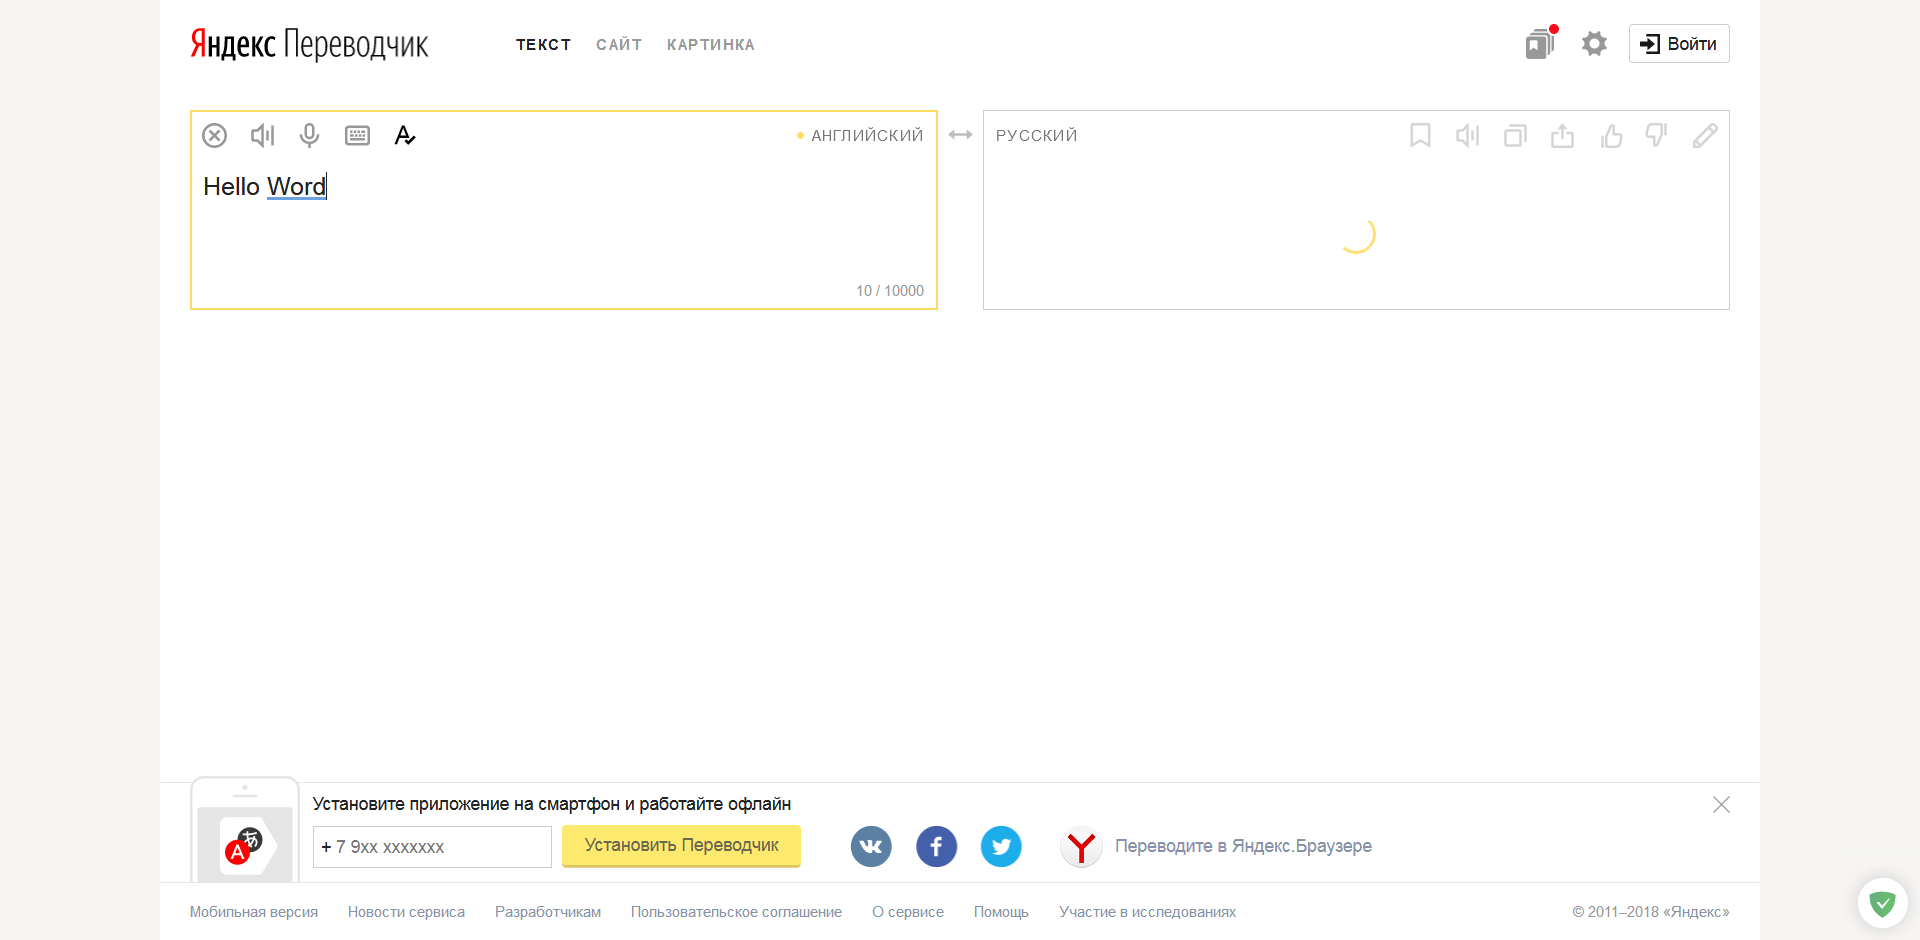 Яндекс Переводчик
ТЕКСТ САЙТ КАРТИНКА
Войти
АНГЛИЙСКИЙ
РУССКИЙ
Hello Word
10 / 10000
Установите приложение на смартфон и работайте офлайн
+ 7 9xx xxxxxxx
Установить Переводчик
Переводите в Яндекс.Браузере
Мобильная версия Новости сервиса Разработчикам Пользовательское соглашение О сервисе Помощь Участие в исследованиях © 2011–2018 «Яндекс»